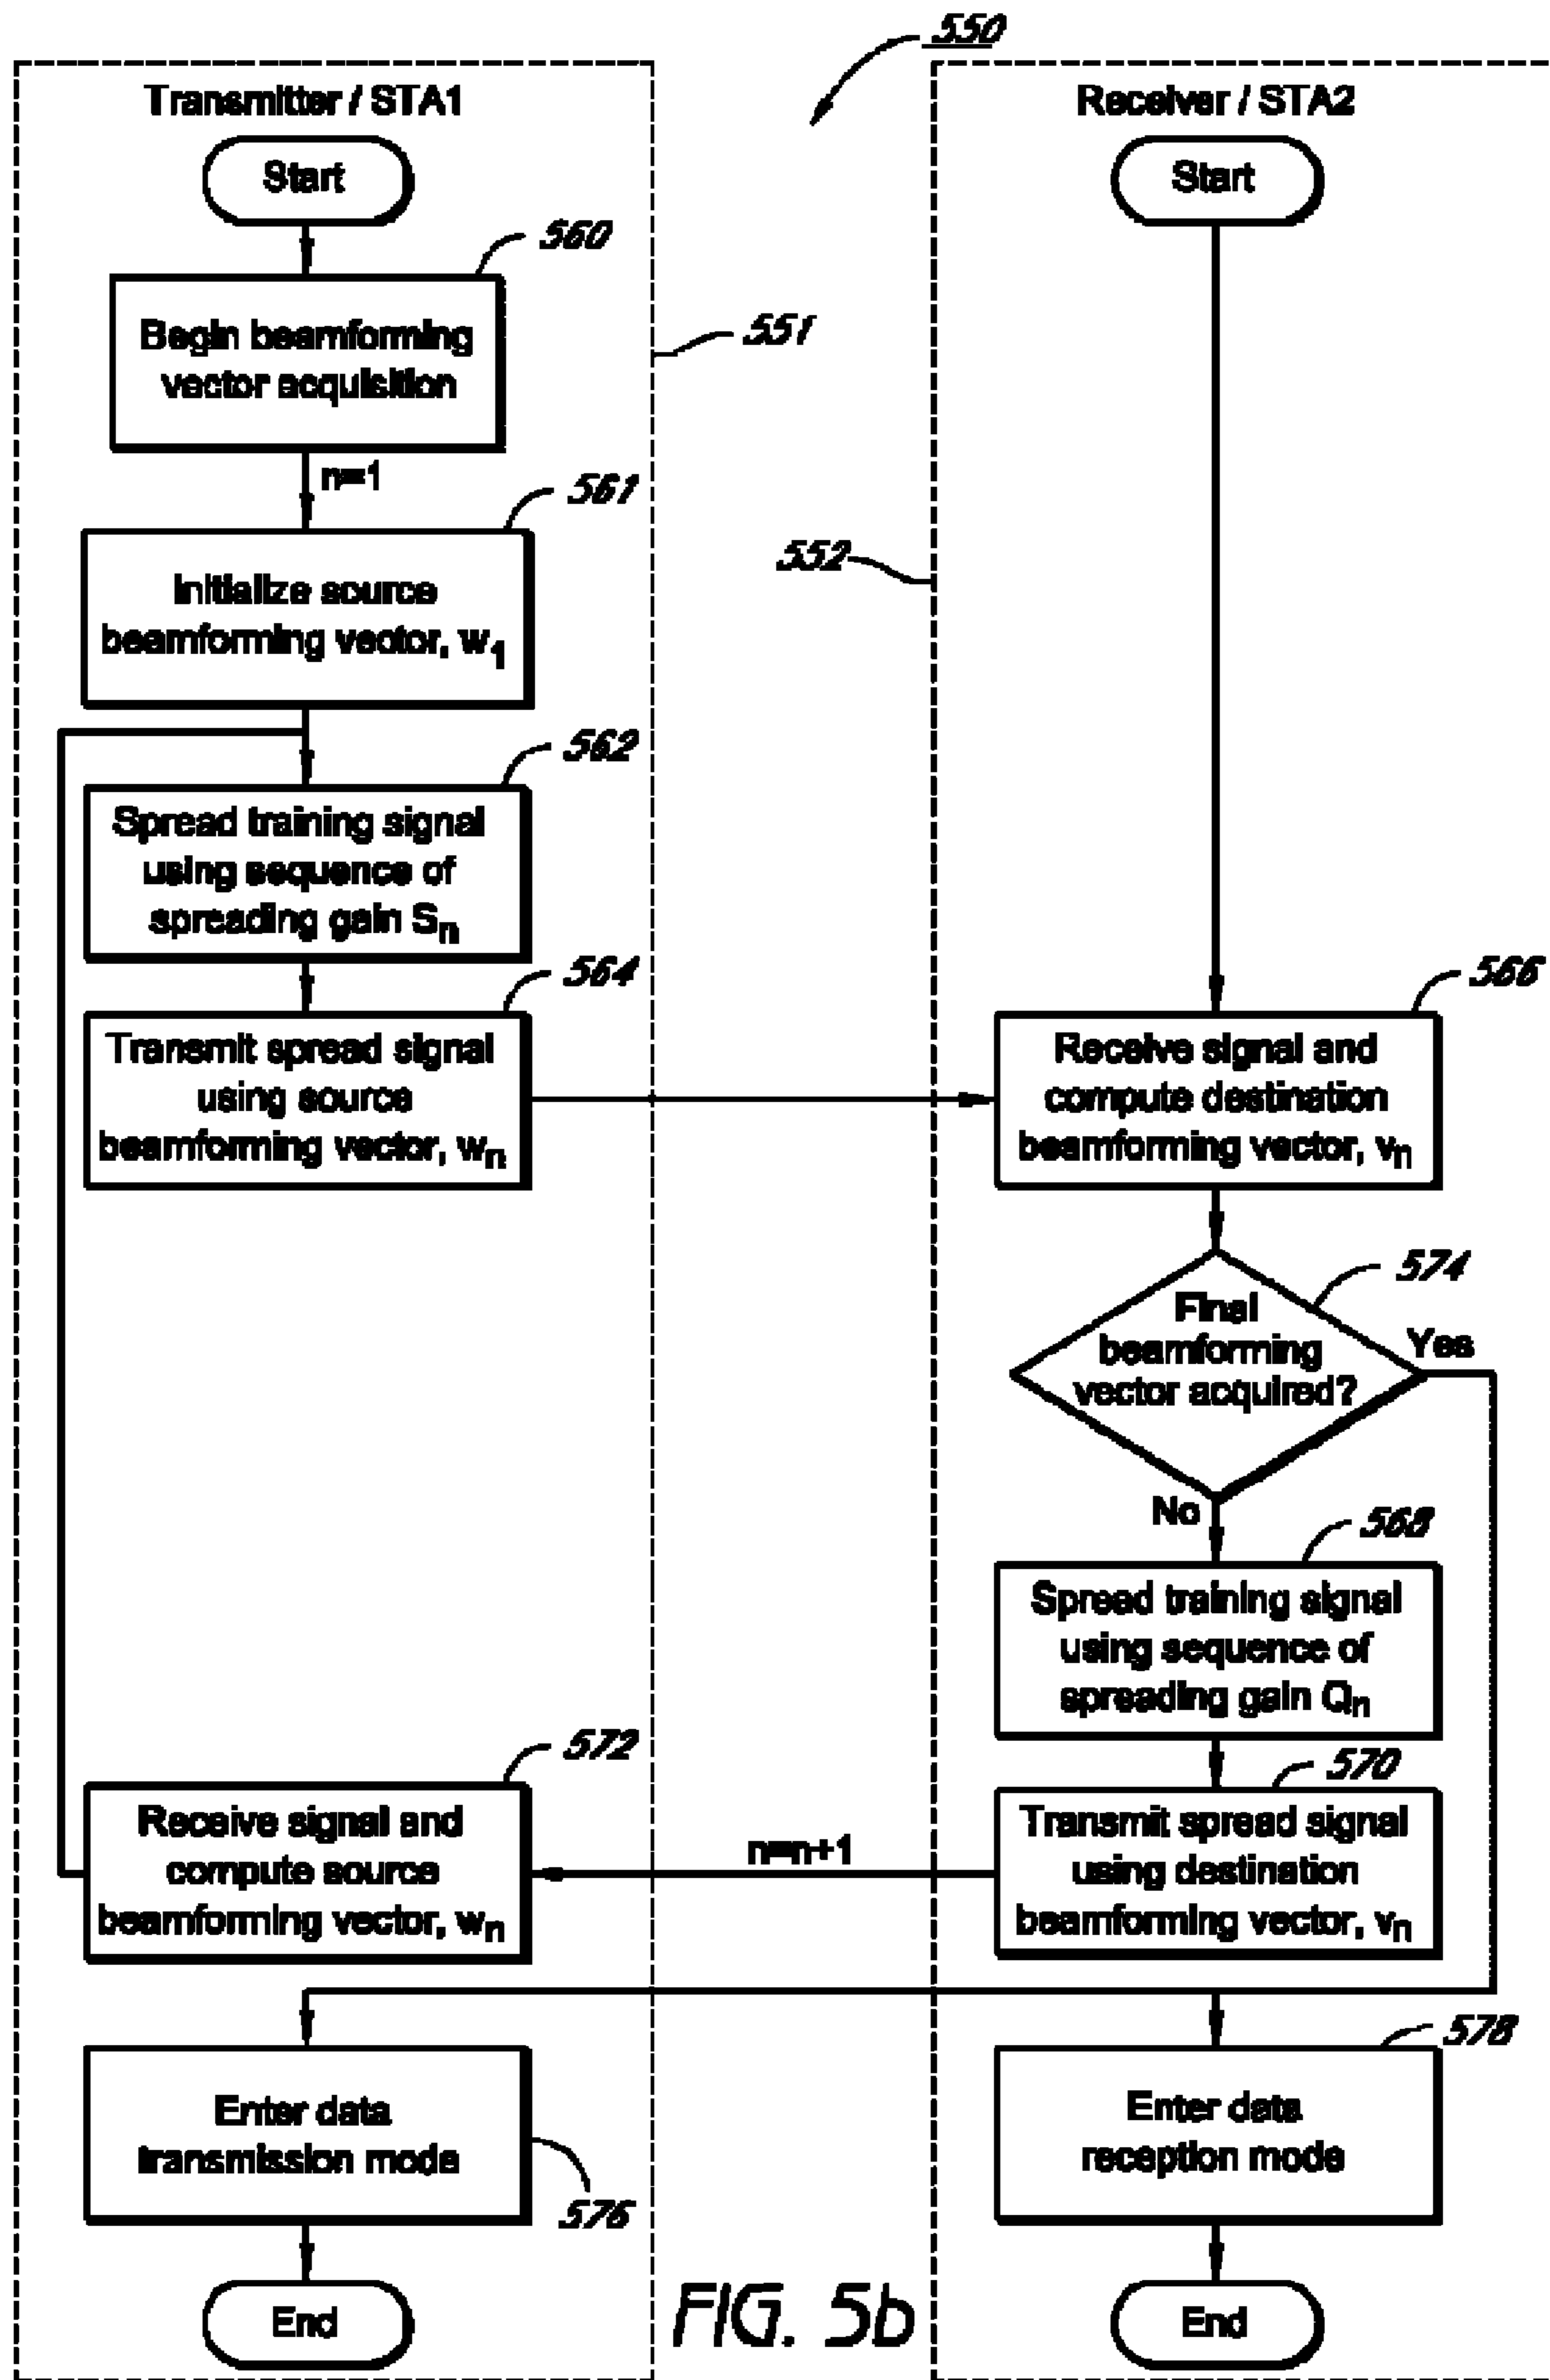 550
Transmitter / STA1
Start
560
Begin beamforming
vector acquisition
551
n=1
561
Initialize source
beamforming vector, w1
562
Spread training signal
using sequence of
spreading gain Sn
564
Transmit spread signal
using source
beamforming vector, wn
572
Receive signal and
compute source
beamforming vector, wn
Enter data
transmission mode
576
End
Receiver / STA2
Start
552
566
Receive signal and
compute destination
beamforming vector, vn
574
Final
beamforming
vector acquired?
Yes
No
568
Spread training signal
using sequence of
spreading gain Qn
570
Transmit spread signal
using destination
beamforming vector, vn
n=n+1
578
Enter data
reception mode
End
FIG. 5b